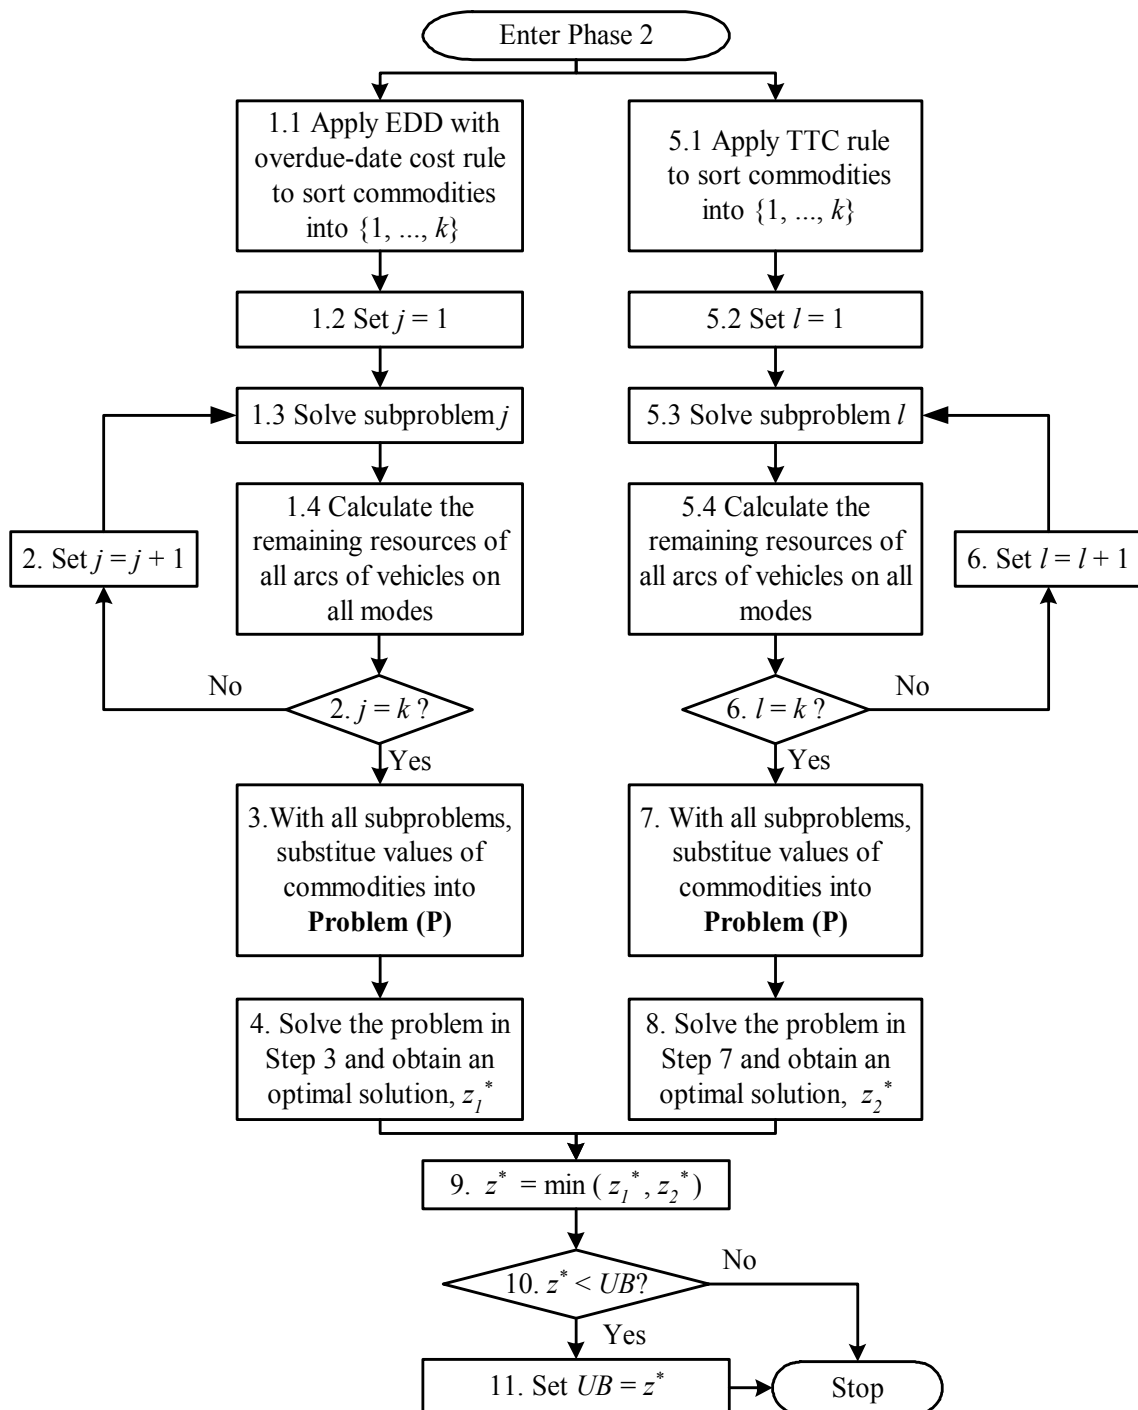 Enter Phase 2
1.1 Apply EDD with
overdue-date cost rule
to sort commodities
into {1, ..., k}
5.1 Apply TTC rule
to sort commodities
into {1, ..., k}
1.2 Set j = 1
5.2 Set l = 1
1.3 Solve subproblem j
5.3 Solve subproblem l
1.4 Calculate the
remaining resources of
all arcs of vehicles on
all modes
5.4 Calculate the
remaining resources of
all arcs of vehicles on all
modes
2. Set j = j + 1
6. Set l = l + 1
No
2. j = k ?
6. l = k ?
No
Yes
Yes
3.With all subproblems,
substitue values of
commodities into
Problem (P)
7. With all subproblems,
substitue values of
commodities into
Problem (P)
4. Solve the problem in
Step 3 and obtain an
optimal solution, z₁*
8. Solve the problem in
Step 7 and obtain an
optimal solution, z₂*
9. z* = min ( z₁*, z₂*)
10. z* < UB?
No
Yes
11. Set UB = z*
Stop